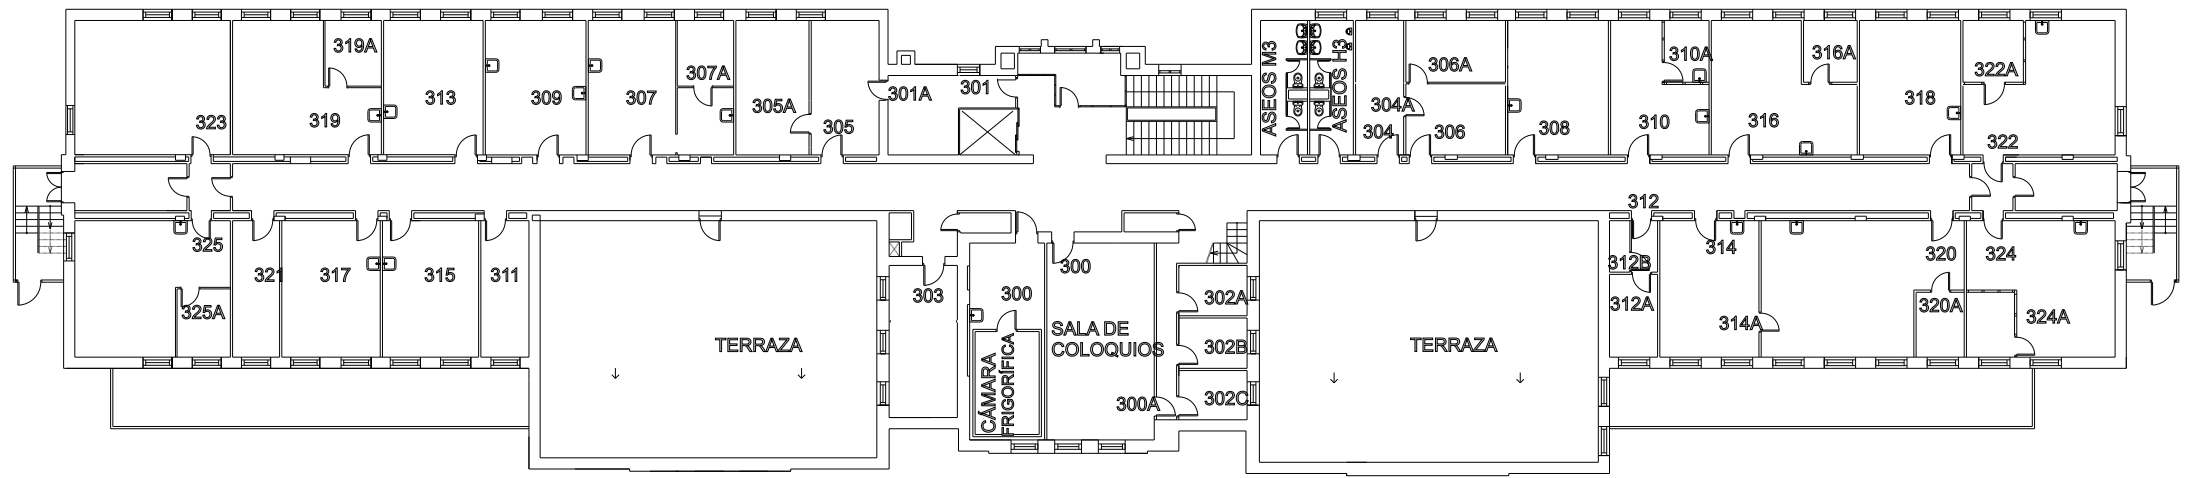 319A
323
319
313
309
307
307A
305A
305
301A
301
ASEOS M3
ASEOS H3
304A
304
306A
306
308
310A
310
316A
316
318
322A
322
312
325
325A
321
317
315
311
TERRAZA
303
300
CÁMARA
FRIGORÍFICA
300
SALA DE
COLOQUIOS
300A
302A
302B
302C
TERRAZA
312B
312A
314
314A
320
320A
324
324A